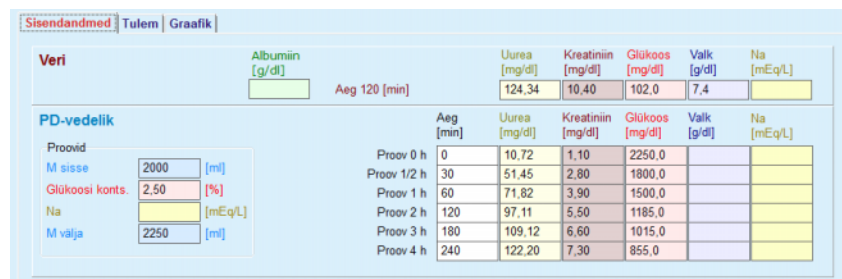 Sisendandmed Tulem Graafik
Veri
Albumiin [g/dl]
Aeg 120 [min]
Uurea [mg/dl] Kreatiniin [mg/dl] Glükoos [mg/dl] Valk [g/dl] Na [mEq/L]
124,34 10,40 102,0 7,4
PD-vedelik
Proovid
M sisse 2000 [ml]
Glükoosi konts. 2,50 [%]
Na [mEq/L]
M välja 2250 [ml]
Aeg [min] Uurea [mg/dl] Kreatiniin [mg/dl] Glükoos [mg/dl] Valk [g/dl] Na [mEq/L]
Proov 0 h 0 10,72 1,10 2250,0
Proov 1/2 h 30 51,45 2,80 1800,0
Proov 1 h 60 71,82 3,90 1500,0
Proov 2 h 120 97,11 5,50 1185,0
Proov 3 h 180 109,12 6,60 1015,0
Proov 4 h 240 122,20 7,30 855,0